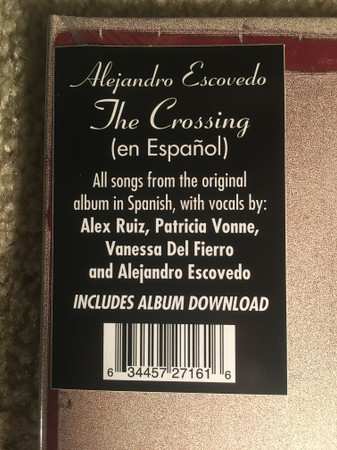 Alejandro Escovedo
The Crossing
(en Español)
All songs from the original
album in Spanish, with vocals by:
Alex Ruiz, Patricia Vonne,
Vanessa Del Fierro
and Alejandro Escovedo
INCLUDES ALBUM DOWNLOAD
6 34457 27161 6